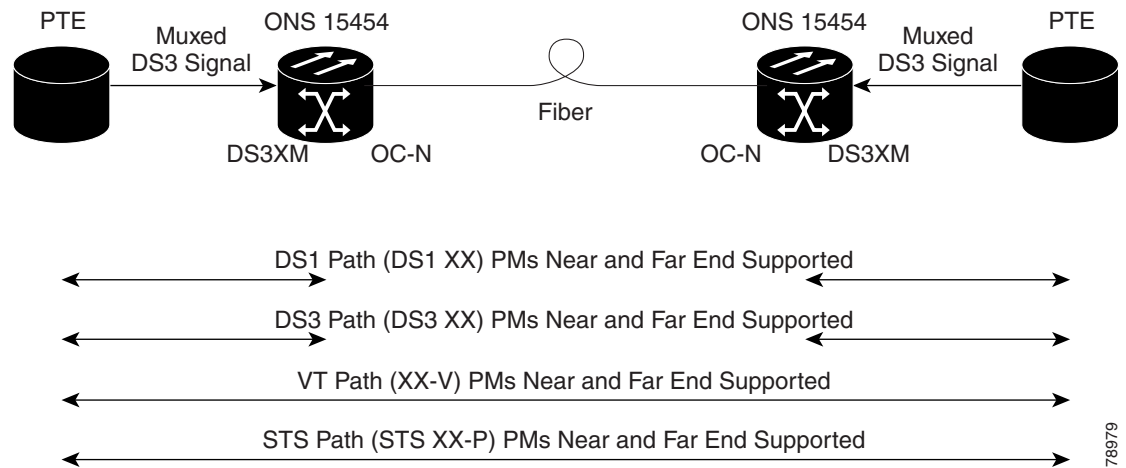 PTE
ONS 15454
ONS 15454
PTE
Muxed
DS3 Signal
Muxed
DS3 Signal
Fiber
DS3XM
OC-N
OC-N
DS3XM
DS1 Path (DS1 XX) PMs Near and Far End Supported
DS3 Path (DS3 XX) PMs Near and Far End Supported
VT Path (XX-V) PMs Near and Far End Supported
STS Path (STS XX-P) PMs Near and Far End Supported
78979